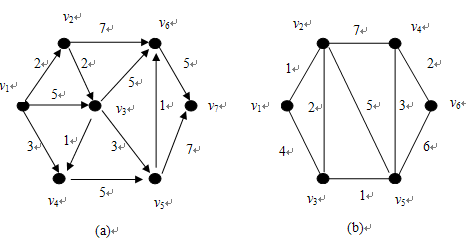 v2 7 v6 v2 7 v4
2 2 5 1 2
v1 5 5 v3 1 v7 v1 2 5 3 v6
3 1 3 7 4 6
v4 5 v5 v3 1 v5
(a) (b)